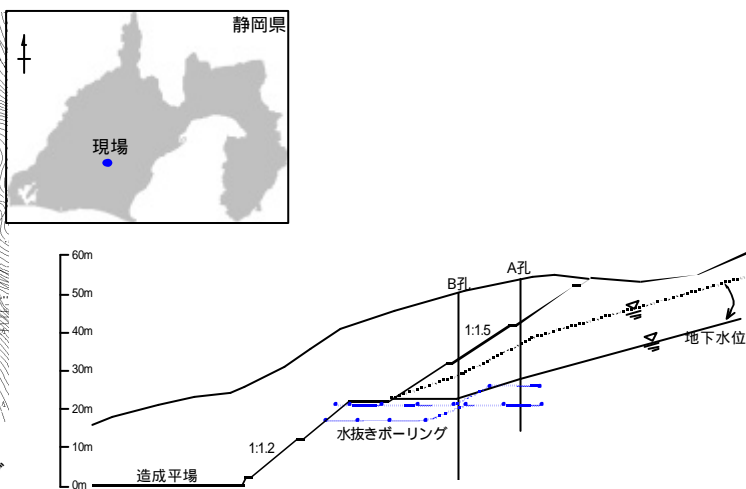 静岡県
現場
60m
50m
40m
30m
20m
10m
0m
B孔
A孔
1:1.5
地下水位
水抜きボーリング
1:1.2
造成平場